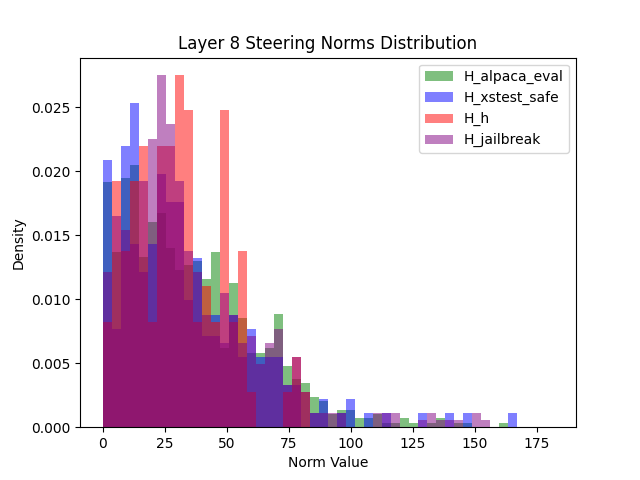 Layer 8 Steering Norms Distribution
H_alpaca_eval
H_xstest_safe
H_h
H_jailbreak
Density
0.025
0.020
0.015
0.010
0.005
0.000
0 25 50 75 100 125 150 175
Norm Value